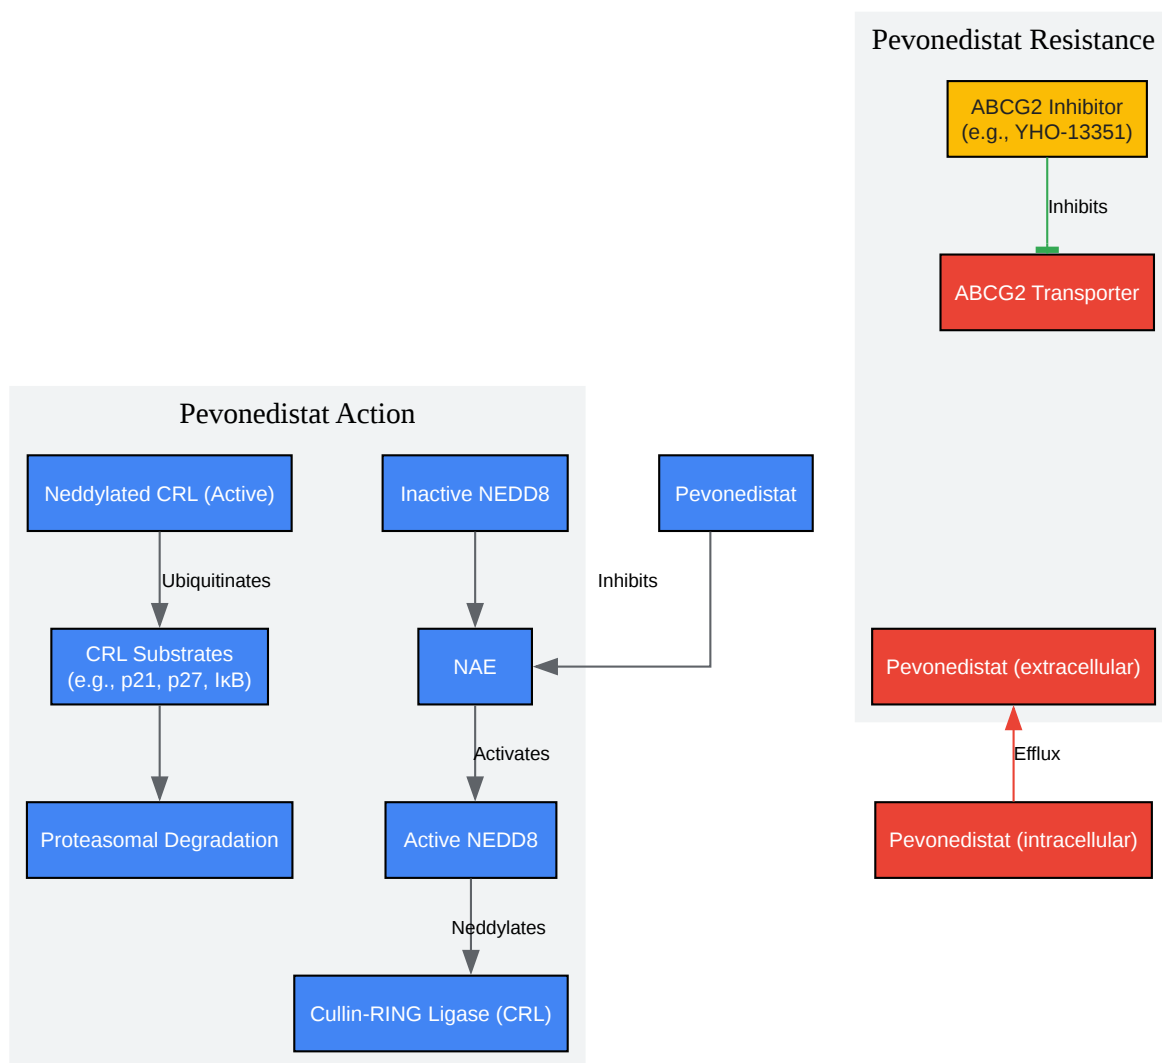 Pevonedistat Resistance
ABCG2 Inhibitor
(e.g., YHO-13351)
Inhibits
ABCG2 Transporter
Pevonedistat Action
Neddylated CRL (Active)
Inactive NEDD8
Pevonedistat
Ubiquitinates
Inhibits
CRL Substrates
(e.g., p21, p27, IκB)
NAE
Pevonedistat (extracellular)
Activates
Efflux
Proteasomal Degradation
Active NEDD8
Pevonedistat (intracellular)
Neddylates
Cullin-RING Ligase (CRL)